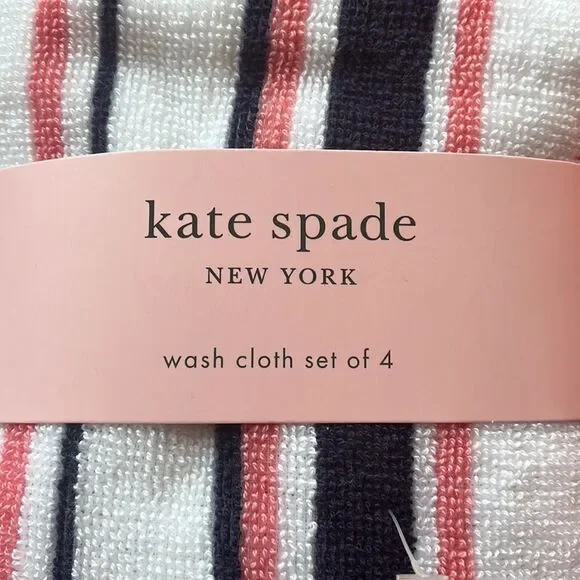 kate spade
NEW YORK
wash cloth set of 4